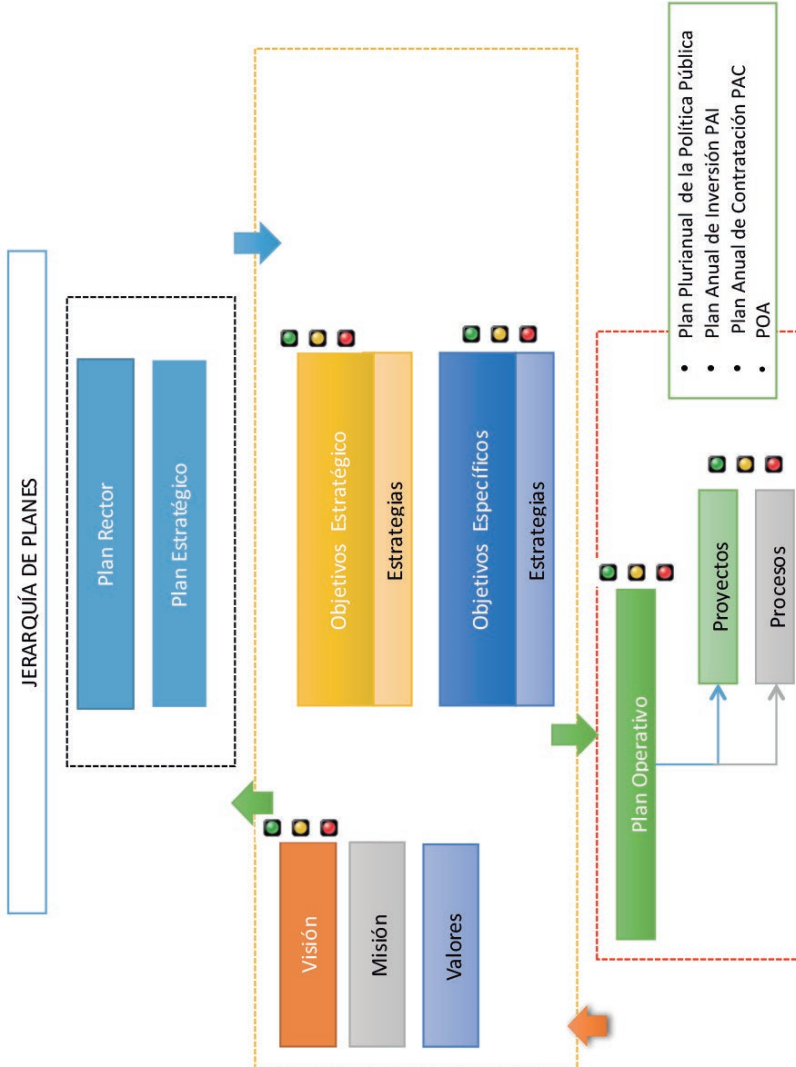 JERARQUÍA DE PLANES
Plan Rector
Plan Estratégico
Visión
Misión
Valores
Objetivos Estratégico
Estrategias
Objetivos Específicos
Estrategias
Plan Operativo
Proyectos
Procesos
• Plan Plurianual de la Política Pública
• Plan Anual de Inversión PAI
• Plan Anual de Contratación PAC
• POA